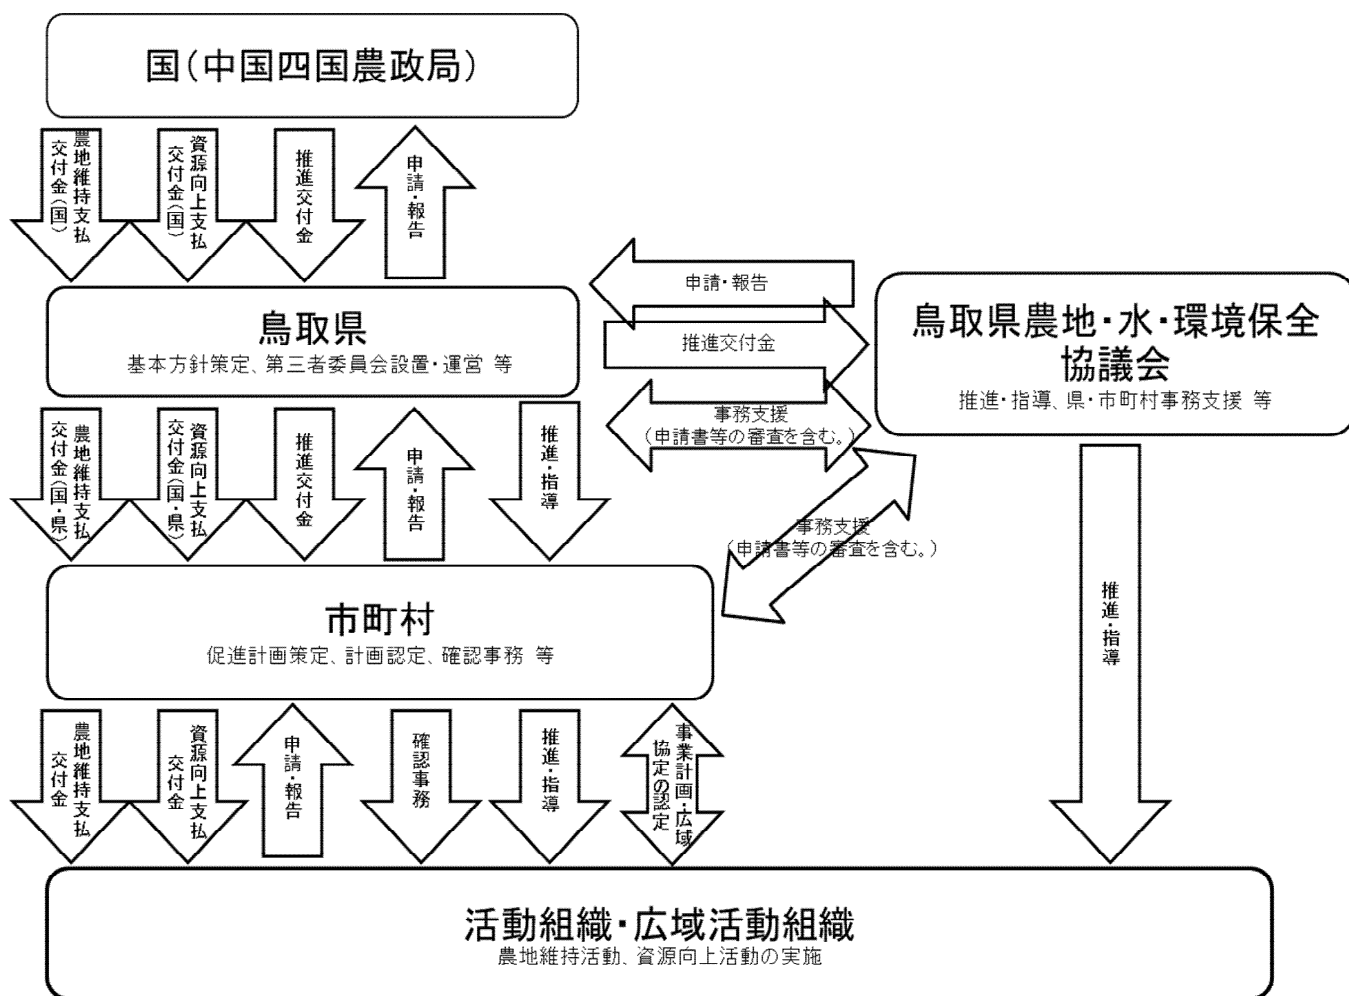 国(中国四国農政局)
農地維持支払
交付金(国)
資源向上支払
交付金(国)
推進交付金
申請・報告
申請・報告
推進交付金
事務支援
(申請書等の審査を含む。)
鳥取県
基本方針策定、第三者委員会設置・運営 等
鳥取県農地・水・環境保全
協議会
推進・指導、県・市町村事務支援 等
農地維持支払
交付金(国・県)
資源向上支払
交付金(国・県)
推進交付金
申請・報告
推進・指導
事務支援
(申請書等の審査を含む。)
推進・指導
市町村
促進計画策定、計画認定、確認事務 等
農地維持支払
交付金
資源向上支払
交付金
申請・報告
確認事務
推進・指導
事業計画・広域
協定の認定
活動組織・広域活動組織
農地維持活動、資源向上活動の実施